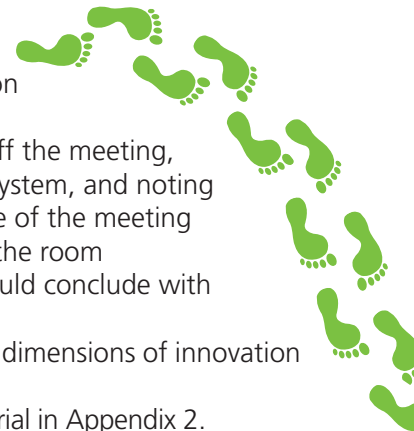 on
ff the meeting,
ystem, and noting
e of the meeting
the room
uld conclude with
dimensions of innovation
rial in Appendix 2.